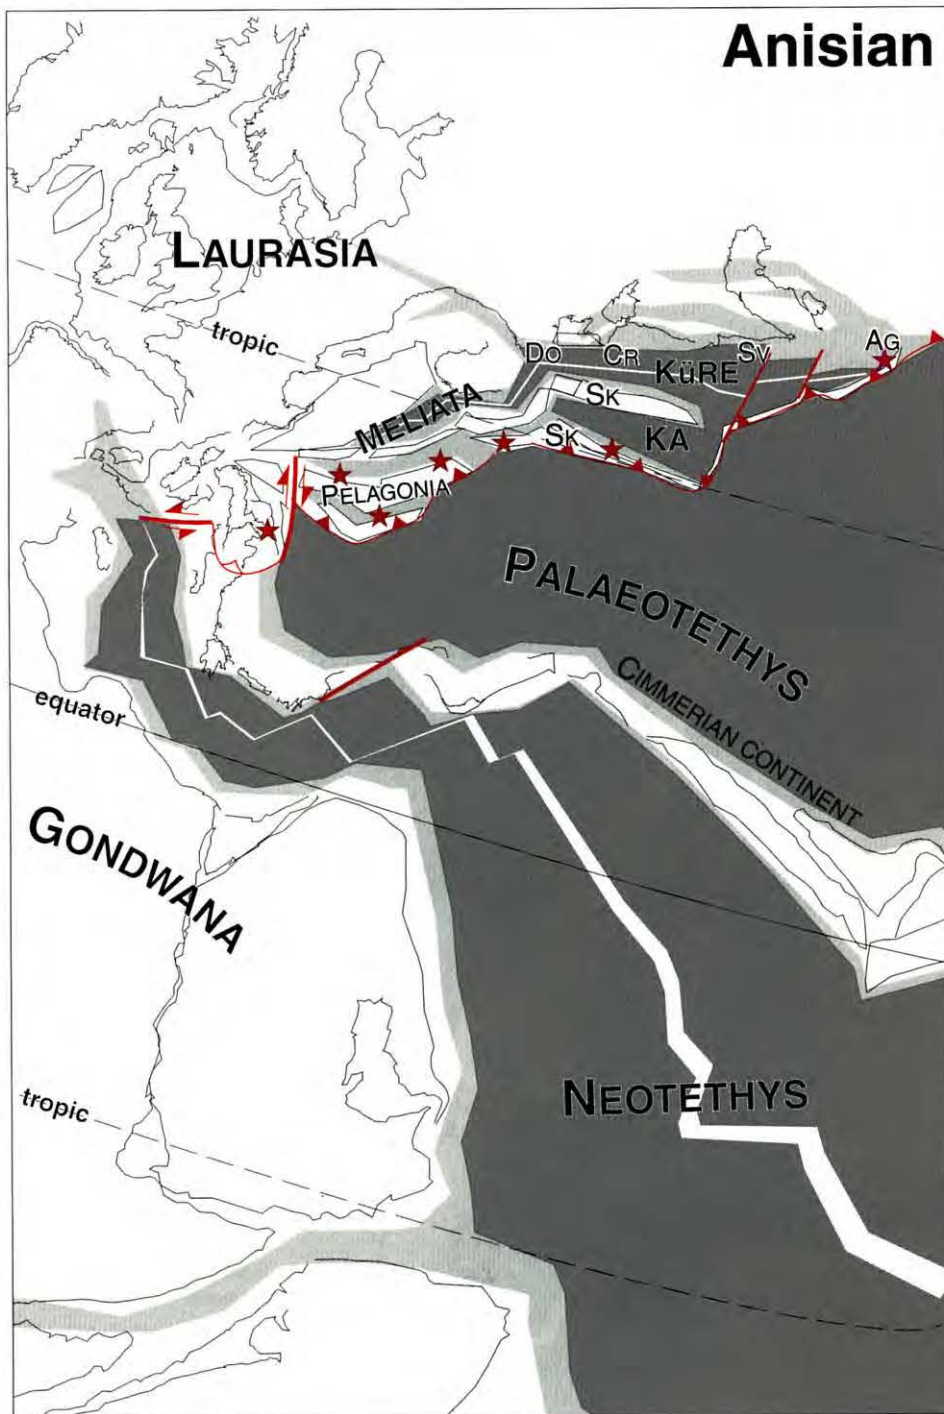 Anisian
LAURASIA
tropic
DO
CR
SV
AG
KüRE
SK
MELIATA
SK
KA
PELAGONIA
PALAEOTETHYS
CIMMERIAN CONTINENT
equator
GONDWANA
NEOTETHYS
tropic